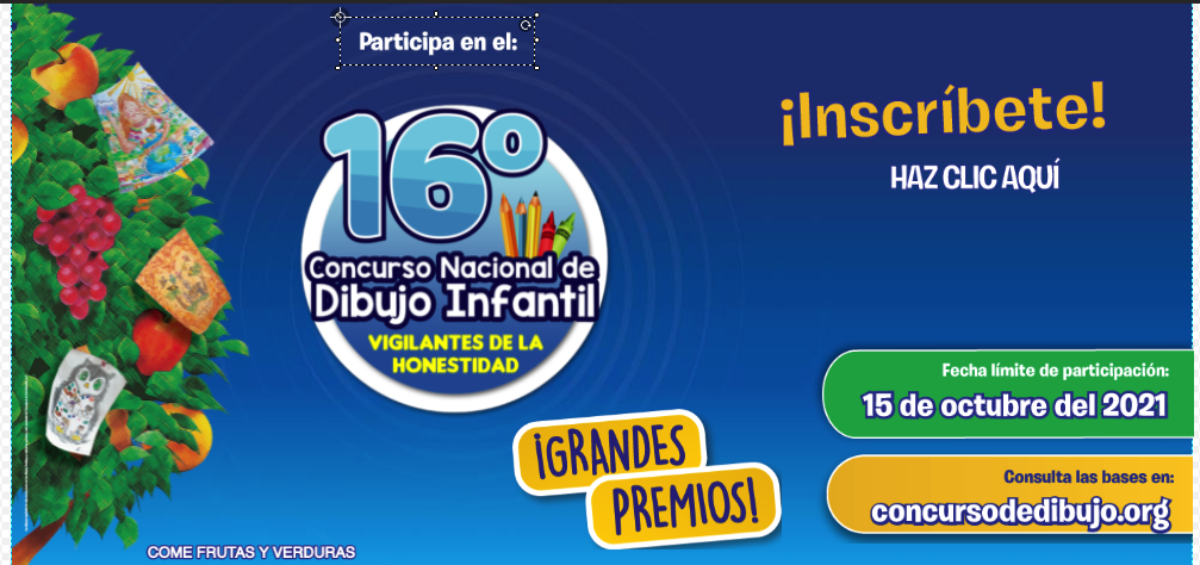 Participa en el:
16º
Concurso Nacional de
Dibujo Infantil
VIGILANTES DE LA
HONESTIDAD
¡GRANDES
PREMIOS!
¡Inscríbete!
HAZ CLIC AQUÍ
Fecha límite de participación:
15 de octubre del 2021
Consulta las bases en:
concursodedibujo.org
COME FRUTAS Y VERDURAS